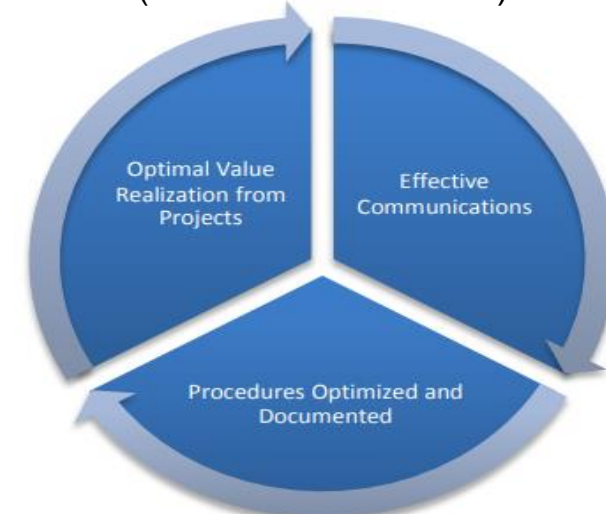 Optimal Value
Realization from
Projects
Effective
Communications
Procedures Optimized and
Documented